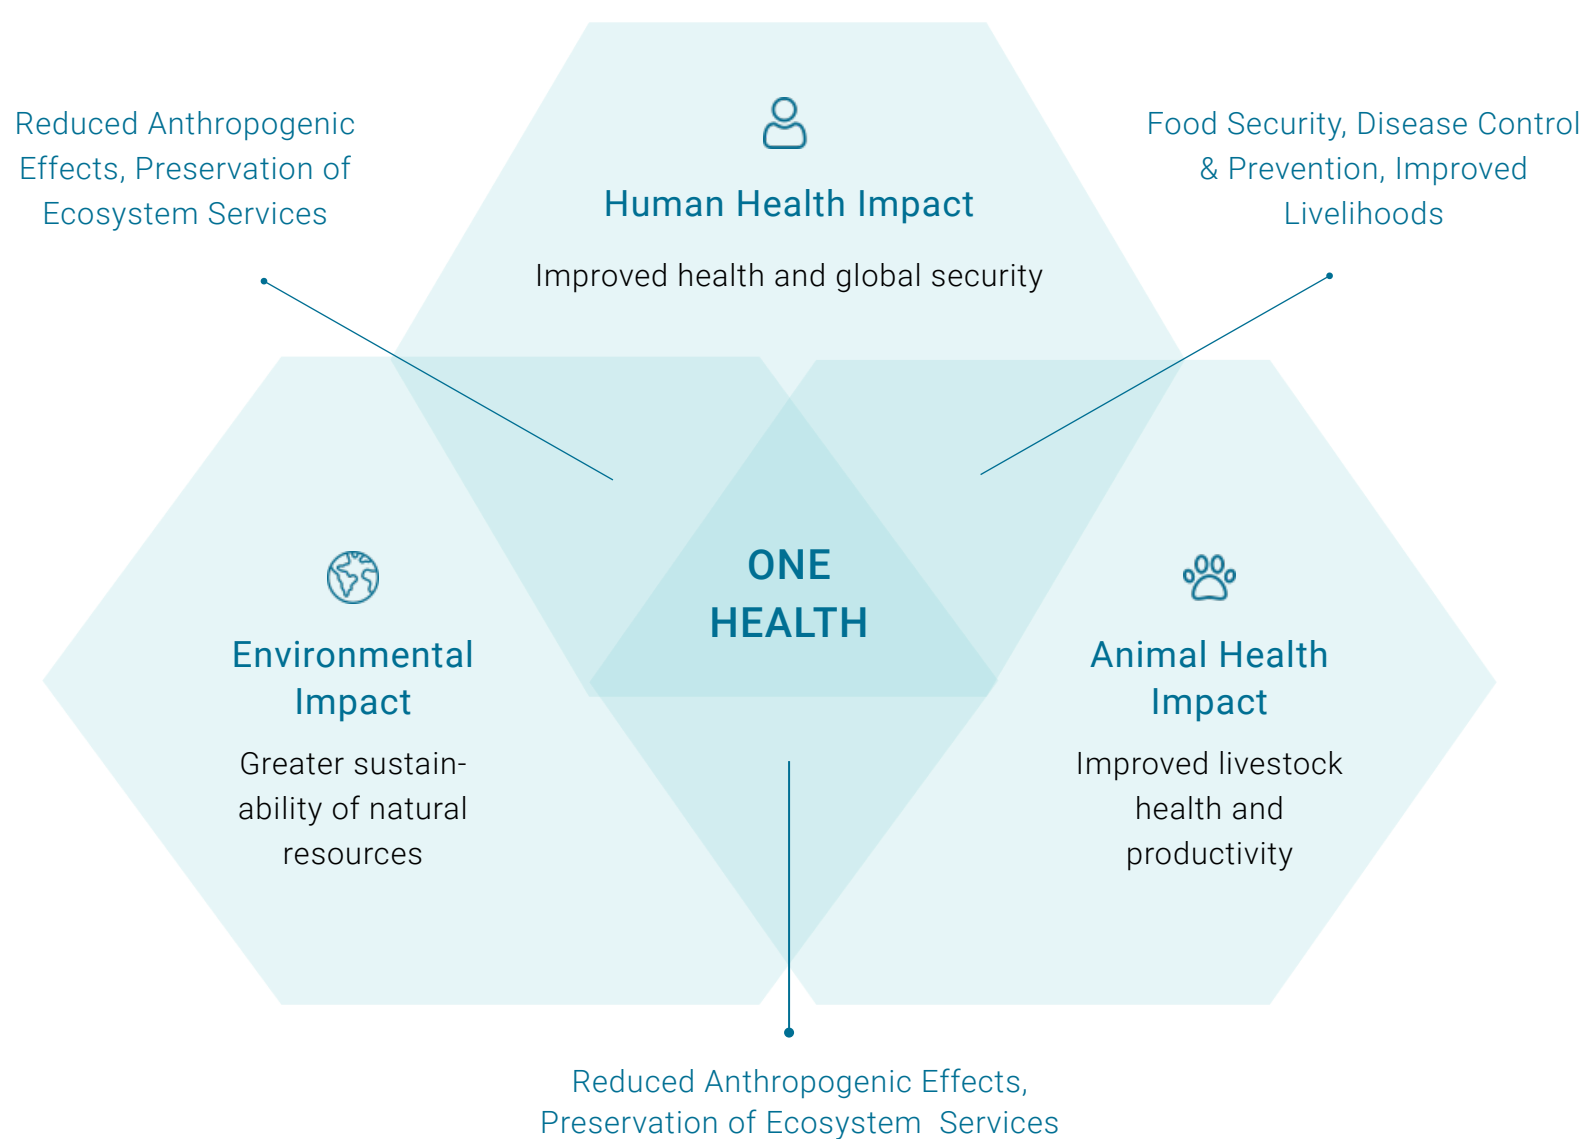 Reduced Anthropogenic
Effects, Preservation of
Ecosystem Services
Food Security, Disease Control
& Prevention, Improved
Livelihoods
Human Health Impact
Improved health and global security
ONE
HEALTH
Environmental
Impact
Greater sustain-
ability of natural
resources
Animal Health
Impact
Improved livestock
health and
productivity
Reduced Anthropogenic Effects,
Preservation of Ecosystem  Services